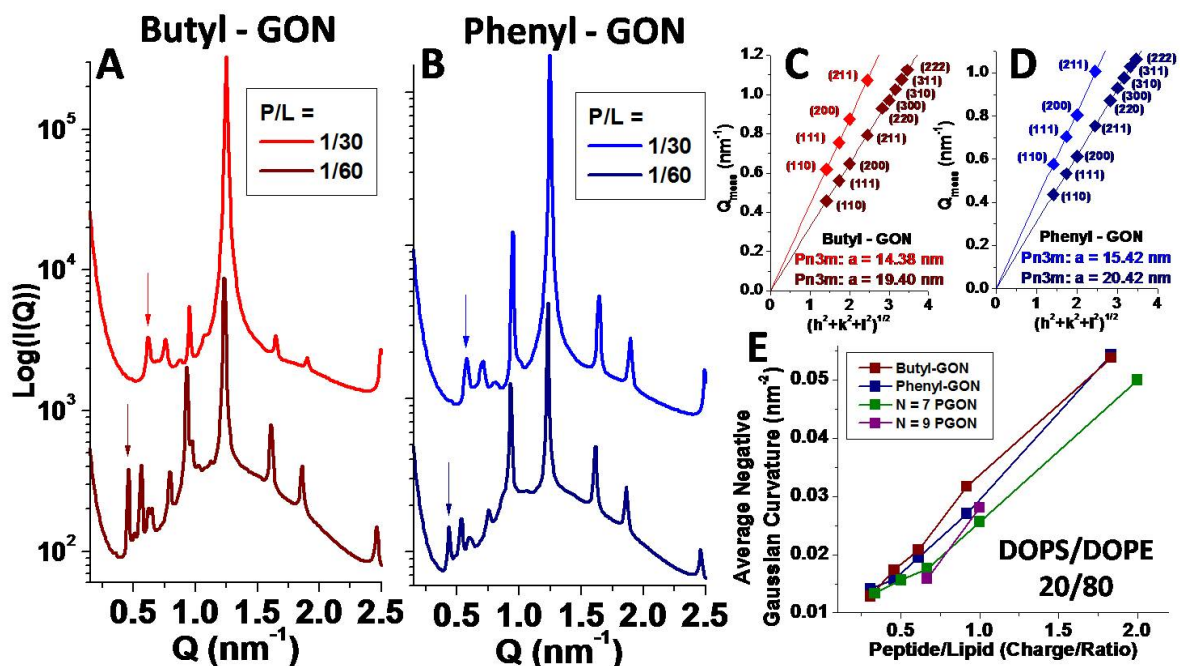 Butyl - GON
A
P/L =
1/30
1/60
Log(I(Q))
10⁵
10⁴
10³
10²
0.5 1.0 1.5 2.0 2.5
Q (nm⁻¹)
Phenyl - GON
B
P/L =
1/30
1/60
0.5 1.0 1.5 2.0 2.5
Q (nm⁻¹)
C
Q_meas (nm⁻¹)
1.2
1.0
0.8
0.6
0.4
0.2
0.0
(211)
(200)
(111)
(110)
(222)
(311)
(310)
(300)
(220)
(211)
(200)
(111)
(110)
Butyl - GON
Pn3m: a = 14.38 nm
Pn3m: a = 19.40 nm
0 1 2 3 4
(h²+k²+l²)^1/2
D
Q_meas (nm⁻¹)
1.0
0.8
0.6
0.4
0.2
0.0
(211)
(200)
(111)
(110)
(222)
(311)
(310)
(300)
(220)
(211)
(200)
(111)
(110)
Phenyl - GON
Pn3m: a = 15.42 nm
Pn3m: a = 20.42 nm
0 1 2 3 4
(h²+k²+l²)^1/2
E
Average Negative
Gaussian Curvature (nm⁻²)
0.05
0.04
0.03
0.02
0.01
Butyl-GON
Phenyl-GON
N = 7 PGON
N = 9 PGON
DOPS/DOPE
20/80
0.5 1.0 1.5 2.0
Peptide/Lipid (Charge/Ratio)